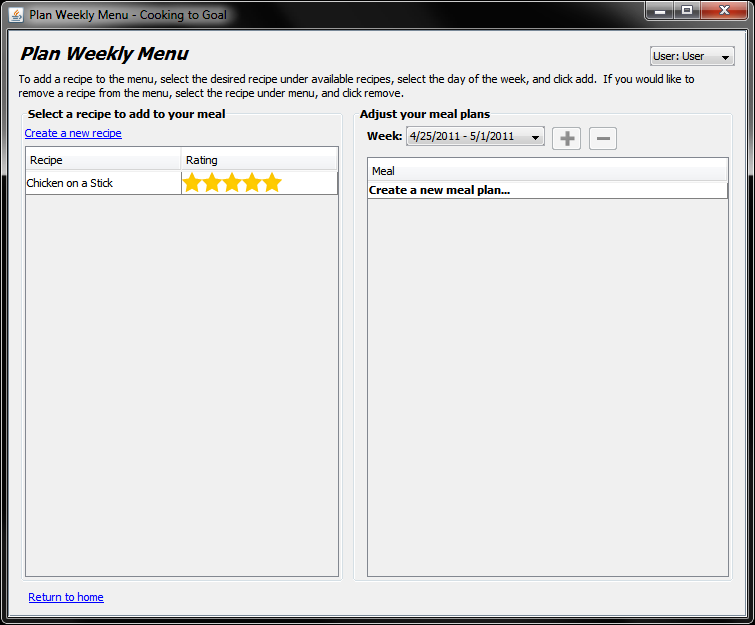 Plan Weekly Menu - Cooking to Goal
Plan Weekly Menu
User: User
To add a recipe to the menu, select the desired recipe under available recipes, select the day of the week, and click add.  If you would like to
remove a recipe from the menu, select the recipe under menu, and click remove.
Select a recipe to add to your meal
Create a new recipe
Recipe Rating
Chicken on a Stick
Adjust your meal plans
Week: 4/25/2011 - 5/1/2011
Meal
Create a new meal plan...
Return to home